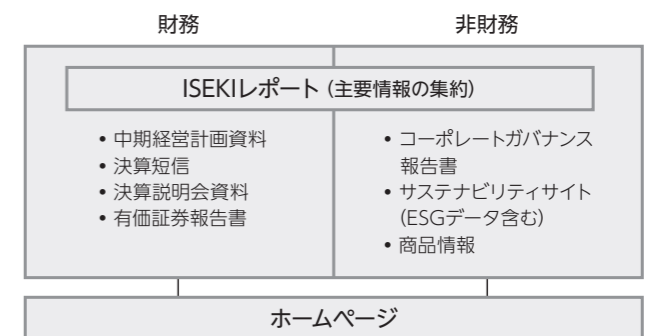 財務
非財務
ISEKIレポート（主要情報の集約）
• 中期経営計画資料
• 決算短信
• 決算説明会資料
• 有価証券報告書
• コーポレートガバナンス
報告書
• サステナビリティサイト
（ESGデータ含む）
• 商品情報
ホームページ